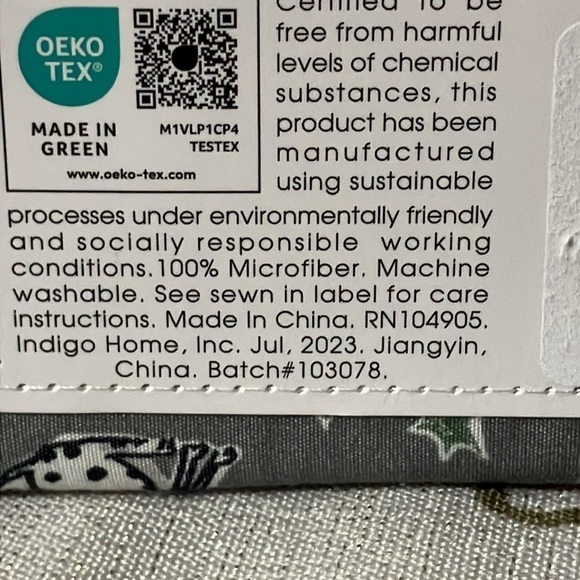 OEKO
TEX®
MADE IN
GREEN
M1VLP1CP4
TESTEX
www.oeko-tex.com
Certified to be
free from harmful
levels of chemical
substances, this
product has been
manufactured
using sustainable
processes under environmentally friendly
and socially responsible working
conditions.100% Microfiber. Machine
washable. See sewn in label for care
instructions. Made In China. RN104905.
Indigo Home, Inc. Jul, 2023. Jiangyin,
China. Batch#103078.